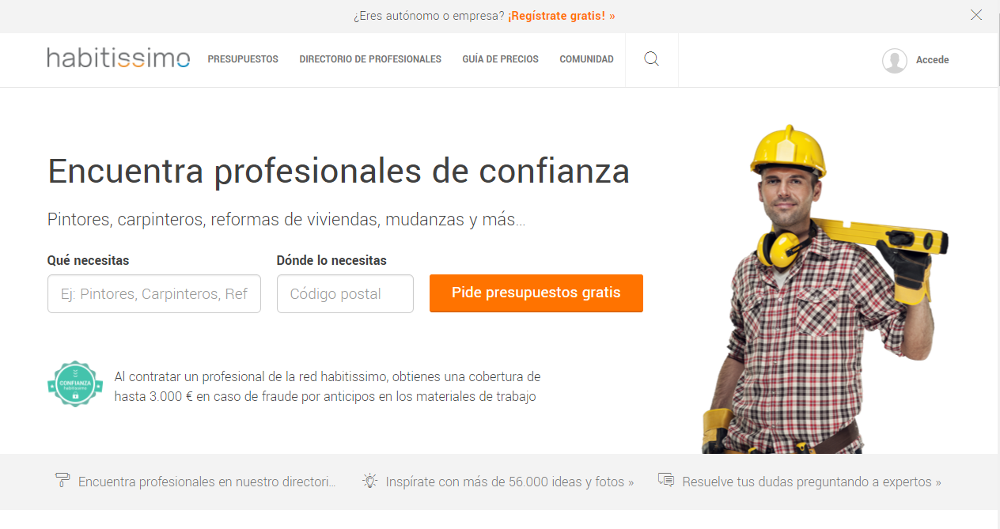 ¿Eres autónomo o empresa? ¡Regístrate gratis! »
habitissimo
PRESUPUESTOS
DIRECTORIO DE PROFESIONALES
GUÍA DE PRECIOS
COMUNIDAD
Accede
Encuentra profesionales de confianza
Pintores, carpinteros, reformas de viviendas, mudanzas y más...
Qué necesitas
Dónde lo necesitas
Ej: Pintores, Carpinteros, Ref
Código postal
Pide presupuestos gratis
CONFIANZA
habitissimo
Al contratar un profesional de la red habitissimo, obtienes una cobertura de
hasta 3.000 € en caso de fraude por anticipos en los materiales de trabajo
Encuentra profesionales en nuestro directori...
Inspírate con más de 56.000 ideas y fotos »
Resuelve tus dudas preguntando a expertos »